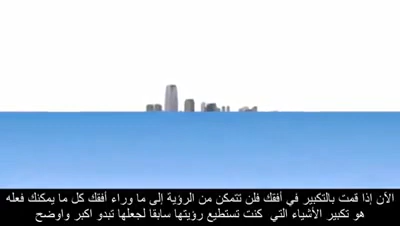 الآن إذا قمت بالتكبير في أفقك فلن تتمكن من الرؤية إلى ما وراء أفقك كل ما يمكنك فعله
هو تكبير الأشياء التي كنت تستطيع رؤيتها سابقا لجعلها تبدو اكبر واوضح